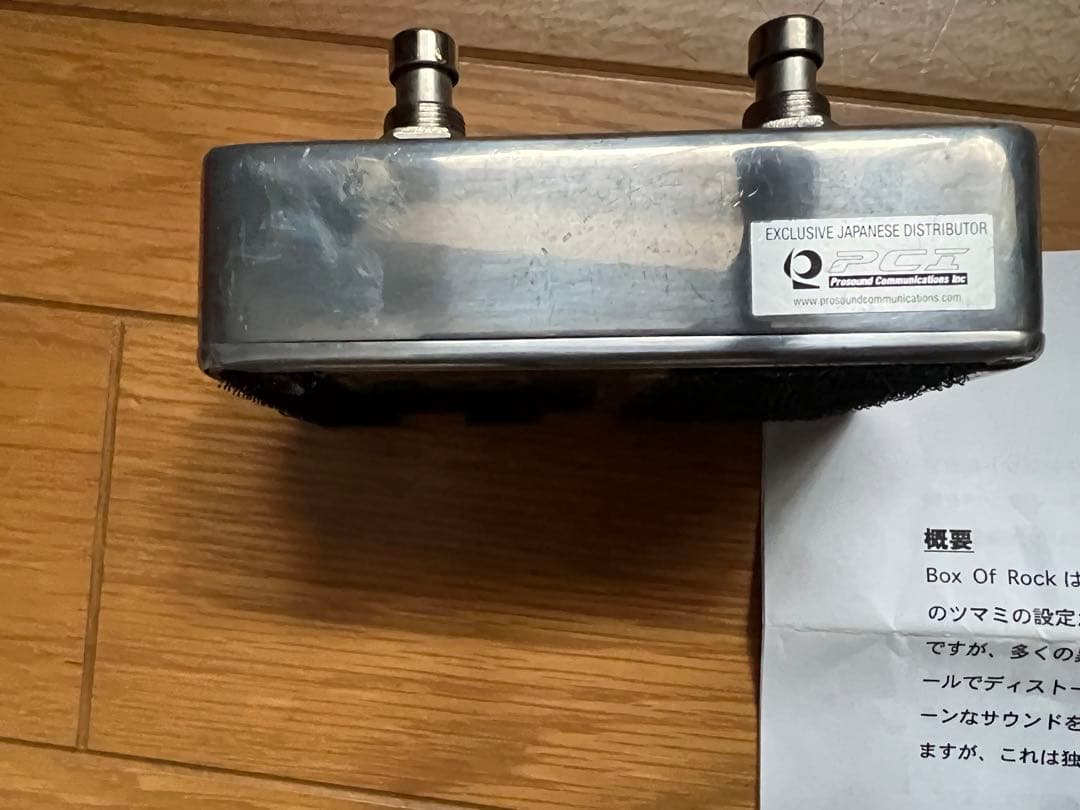 EXCLUSIVE JAPANESE DISTRIBUTOR
PCI
Prosound Communications Inc
www.prosoundcommunications.com
概要
Box Of Rock は
のツマミの設定
ですが、多くの
ールでディストー
ーンなサウンドを
ますが、これは独